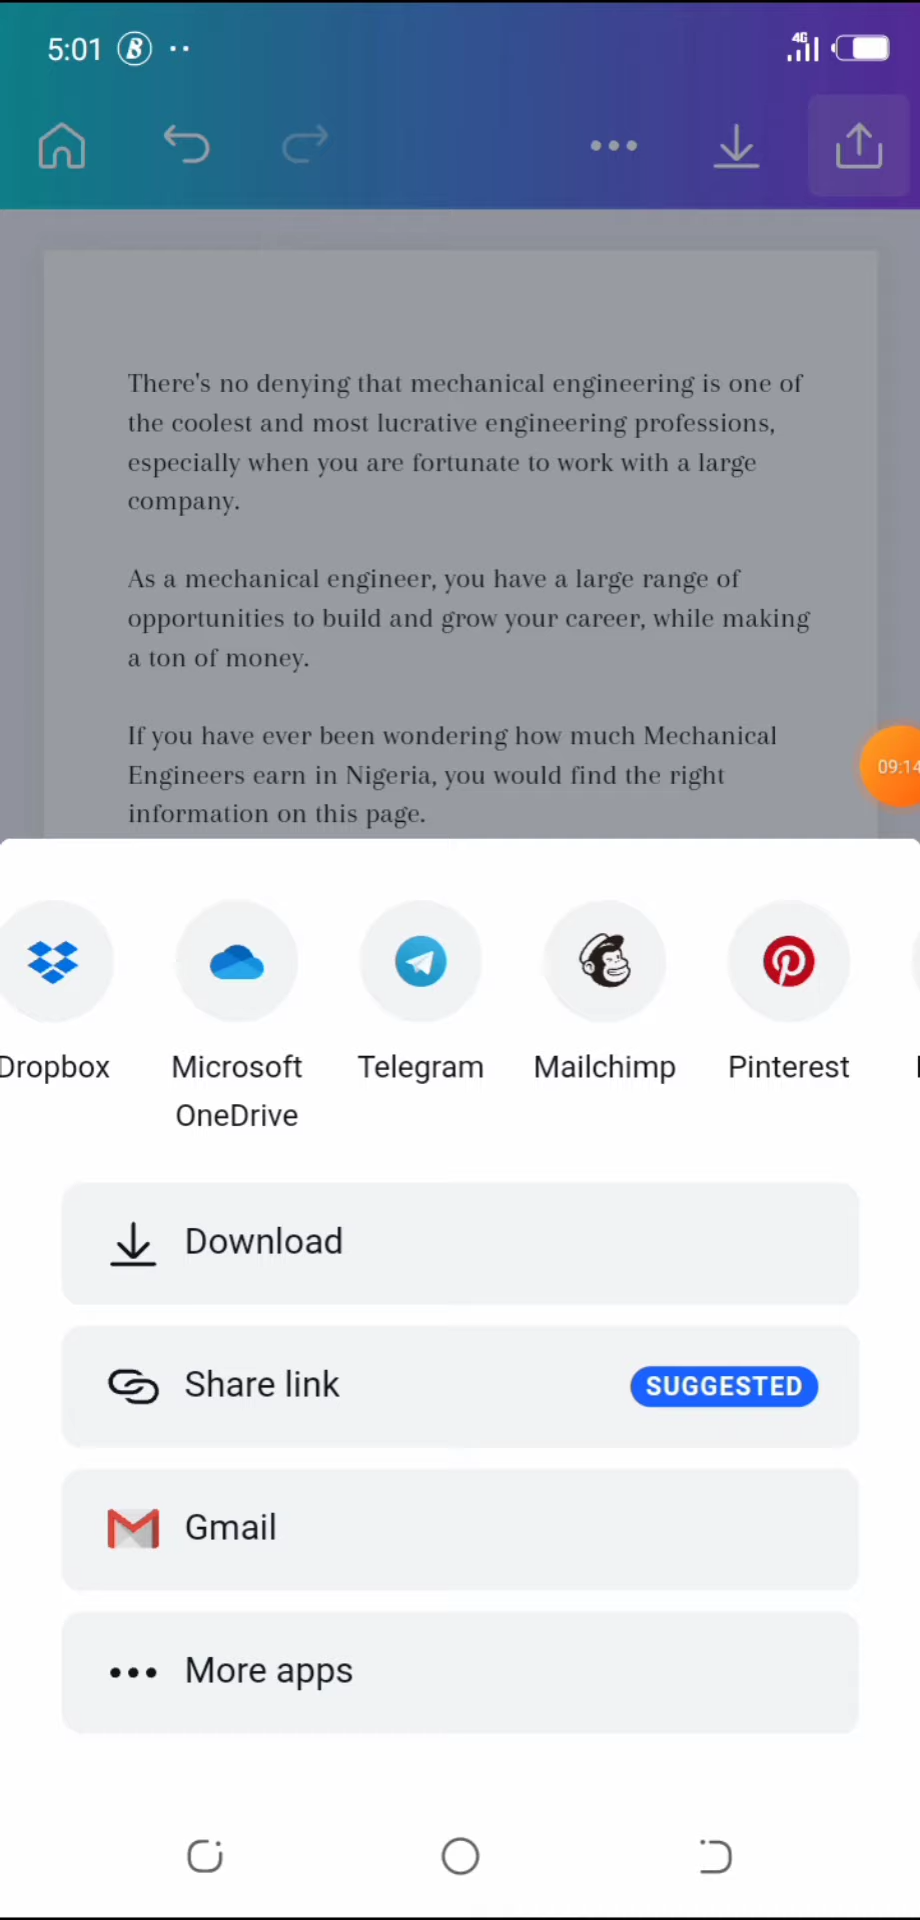 5:01
4G
There's no denying that mechanical engineering is one of
the coolest and most lucrative engineering professions,
especially when you are fortunate to work with a large
company.
As a mechanical engineer, you have a large range of
opportunities to build and grow your career, while making
a ton of money.
If you have ever been wondering how much Mechanical
Engineers earn in Nigeria, you would find the right
information on this page.
09:14
Dropbox
Microsoft
OneDrive
Telegram
Mailchimp
Pinterest
Download
Share link
SUGGESTED
Gmail
More apps